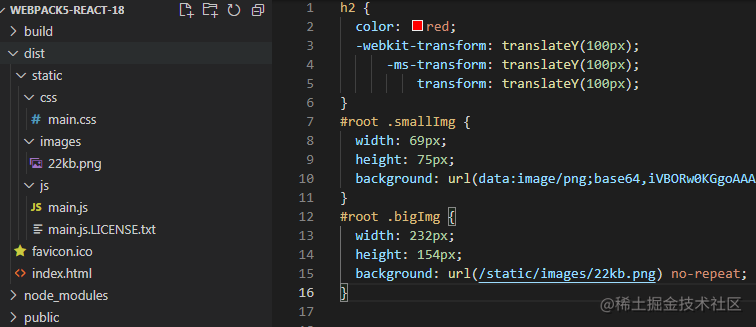 WEBPACK5-REACT-18
build
dist
static
css
main.css
images
22kb.png
js
JS main.js
main.js.LICENSE.txt
favicon.ico
index.html
node_modules
public
1 h2 {
2 color: red;
3 -webkit-transform: translateY(100px);
4 -ms-transform: translateY(100px);
5 transform: translateY(100px);
6 }
7 #root .smallImg {
8 width: 69px;
9 height: 75px;
10 background: url(data:image/png;base64,iVBORw0KGgoAAA
11 }
12 #root .bigImg {
13 width: 232px;
14 height: 154px;
15 background: url(/static/images/22kb.png) no-repeat;
16 }
17
@稀土掘金技术社区